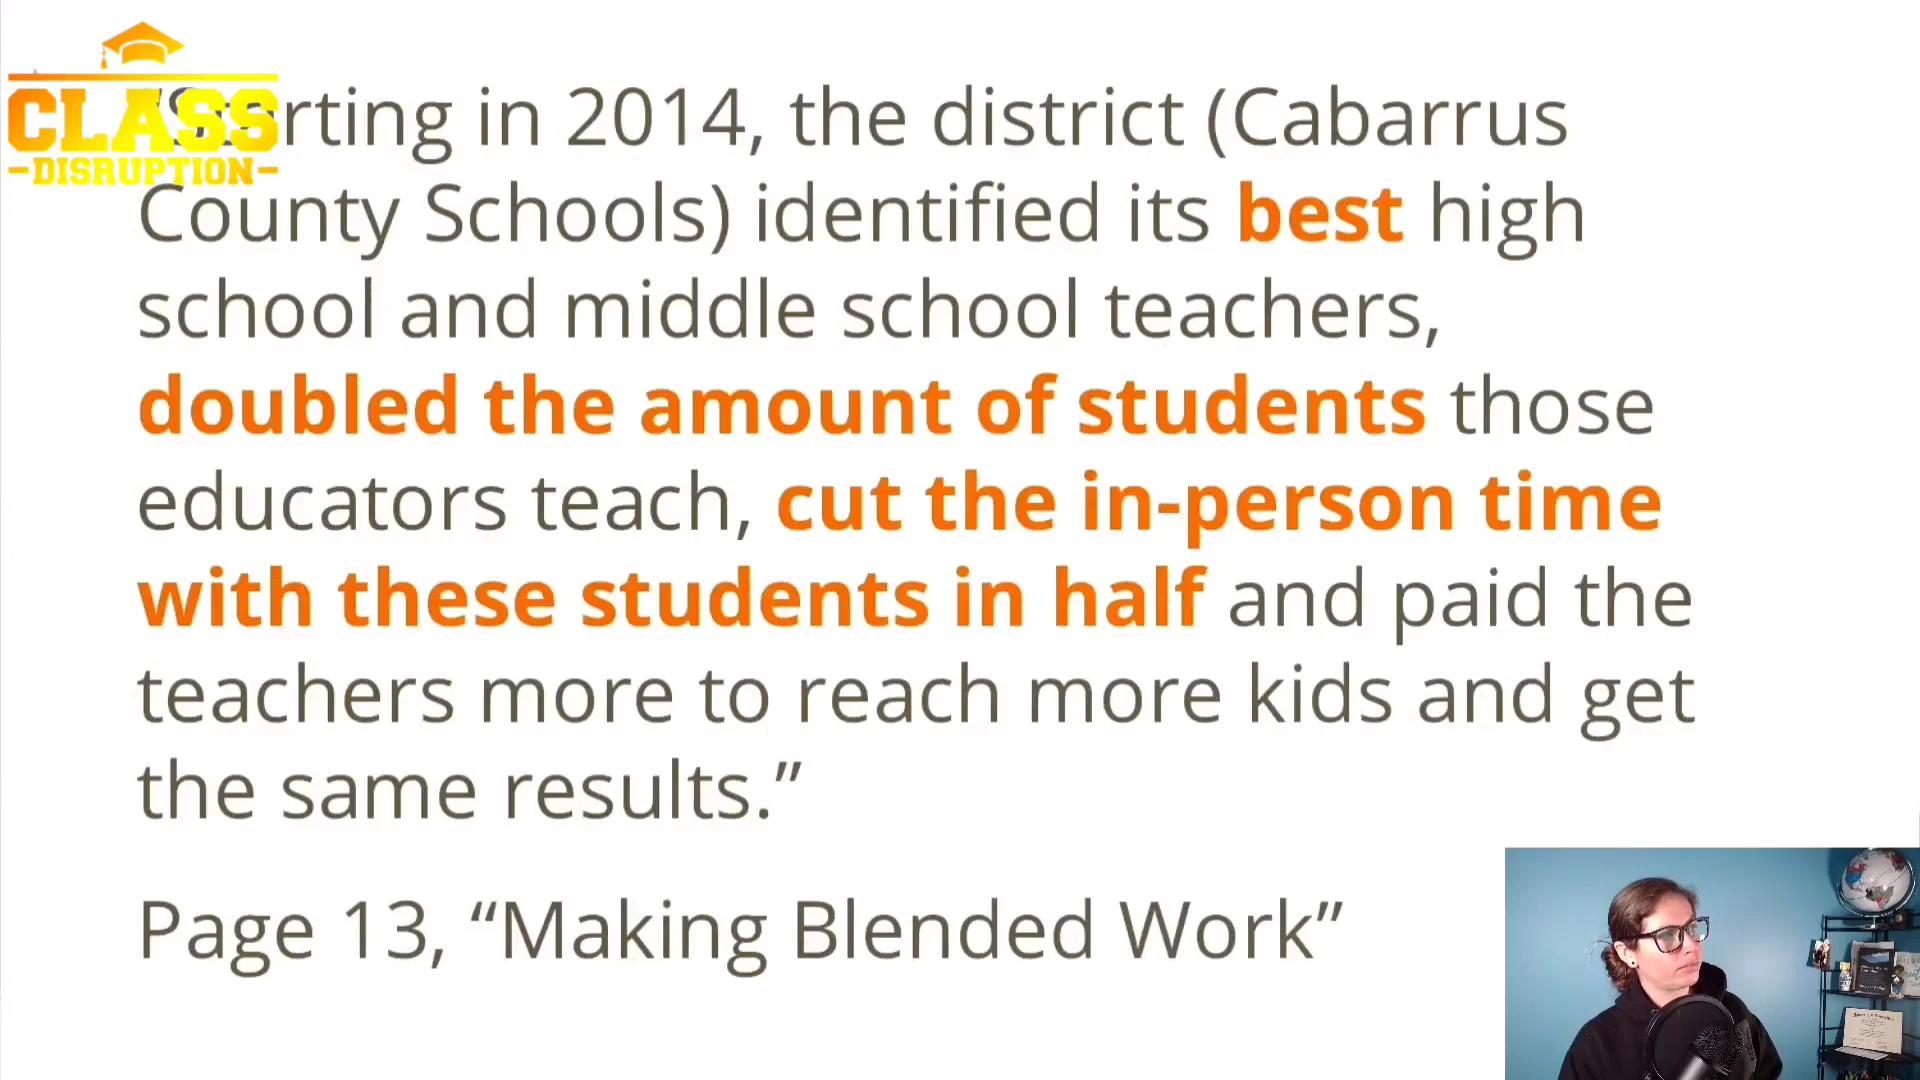 CLASS
-DISRUPTION-
“Starting in 2014, the district (Cabarrus
County Schools) identified its best high
school and middle school teachers,
doubled the amount of students those
educators teach, cut the in-person time
with these students in half and paid the
teachers more to reach more kids and get
the same results.”
Page 13, “Making Blended Work”